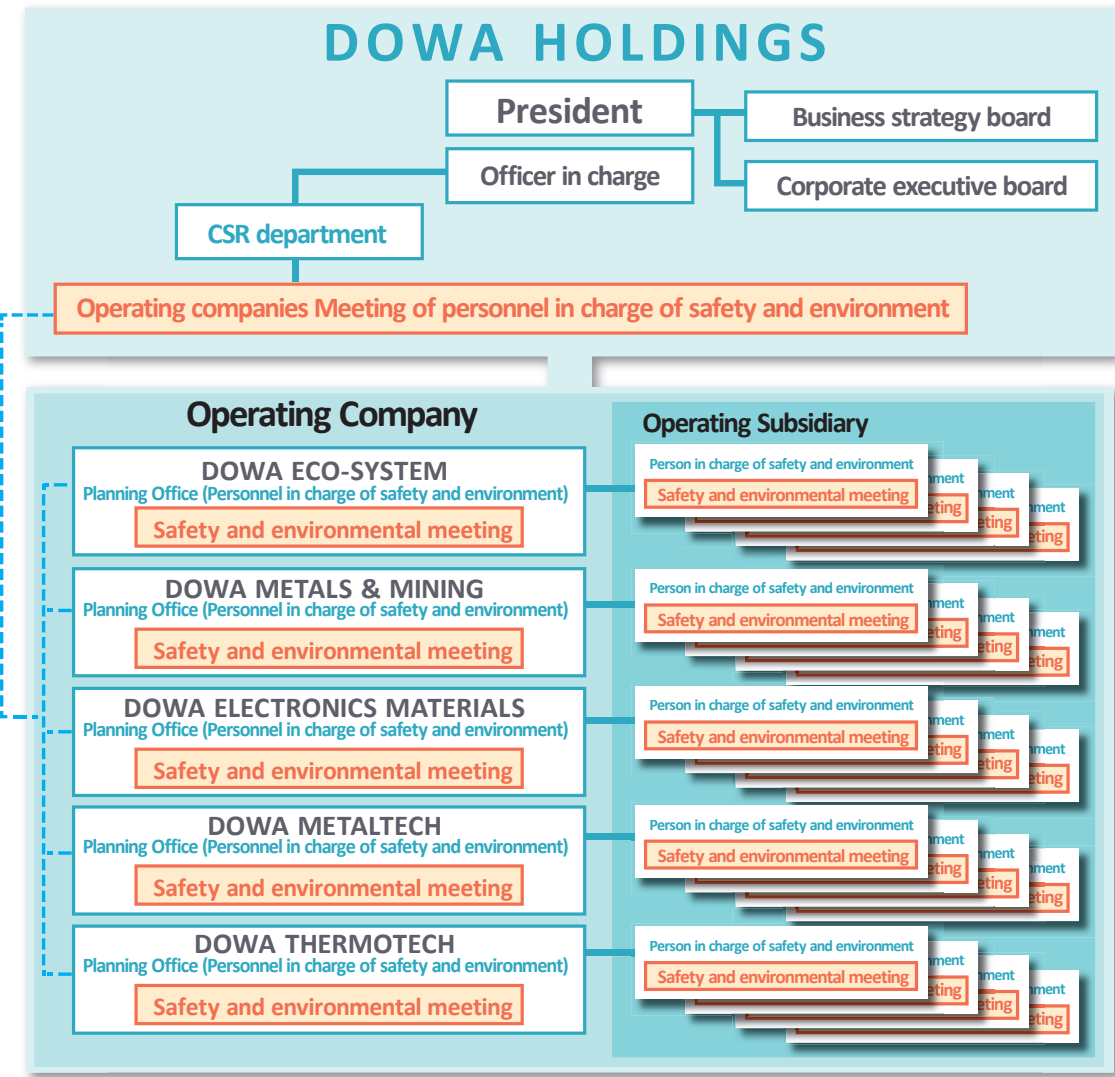 DOWA HOLDINGS
President
Business strategy board
Officer in charge
Corporate executive board
CSR department
Operating companies Meeting of personnel in charge of safety and environment
Operating Company
Operating Subsidiary
DOWA ECO-SYSTEM
Planning Office (Personnel in charge of safety and environment)
Safety and environmental meeting
Person in charge of safety and environment
Safety and environmental meeting
DOWA METALS & MINING
Planning Office (Personnel in charge of safety and environment)
Safety and environmental meeting
Person in charge of safety and environment
Safety and environmental meeting
DOWA ELECTRONICS MATERIALS
Planning Office (Personnel in charge of safety and environment)
Safety and environmental meeting
Person in charge of safety and environment
Safety and environmental meeting
DOWA METALTECH
Planning Office (Personnel in charge of safety and environment)
Safety and environmental meeting
Person in charge of safety and environment
Safety and environmental meeting
DOWA THERMOTECH
Planning Office (Personnel in charge of safety and environment)
Safety and environmental meeting
Person in charge of safety and environment
Safety and environmental meeting